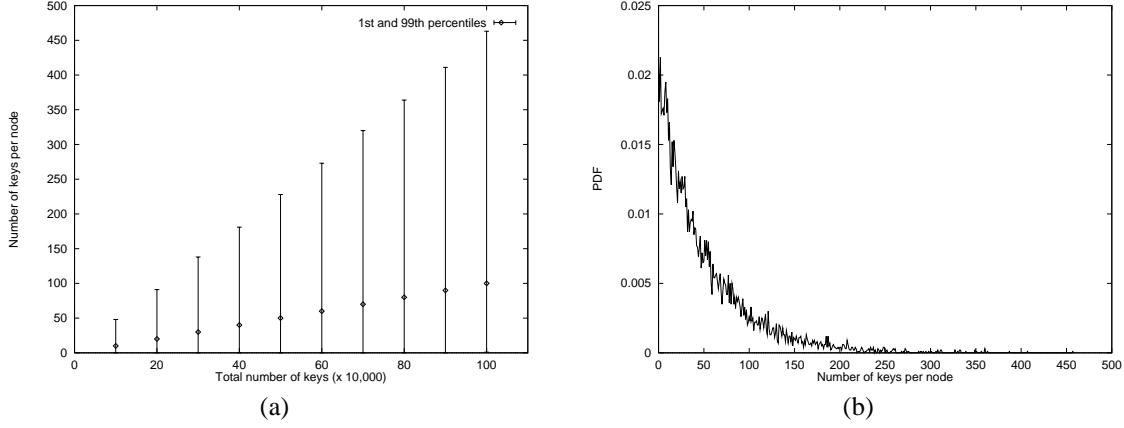 500
450
400
350
300
250
200
150
100
50
0
Number of keys per node
1st and 99th percentiles
0 20 40 60 80 100
Total number of keys (x 10,000)
(a)
0.025
0.02
0.015
0.01
0.005
0
PDF
0 50 100 150 200 250 300 350 400 450 500
Number of keys per node
(b)